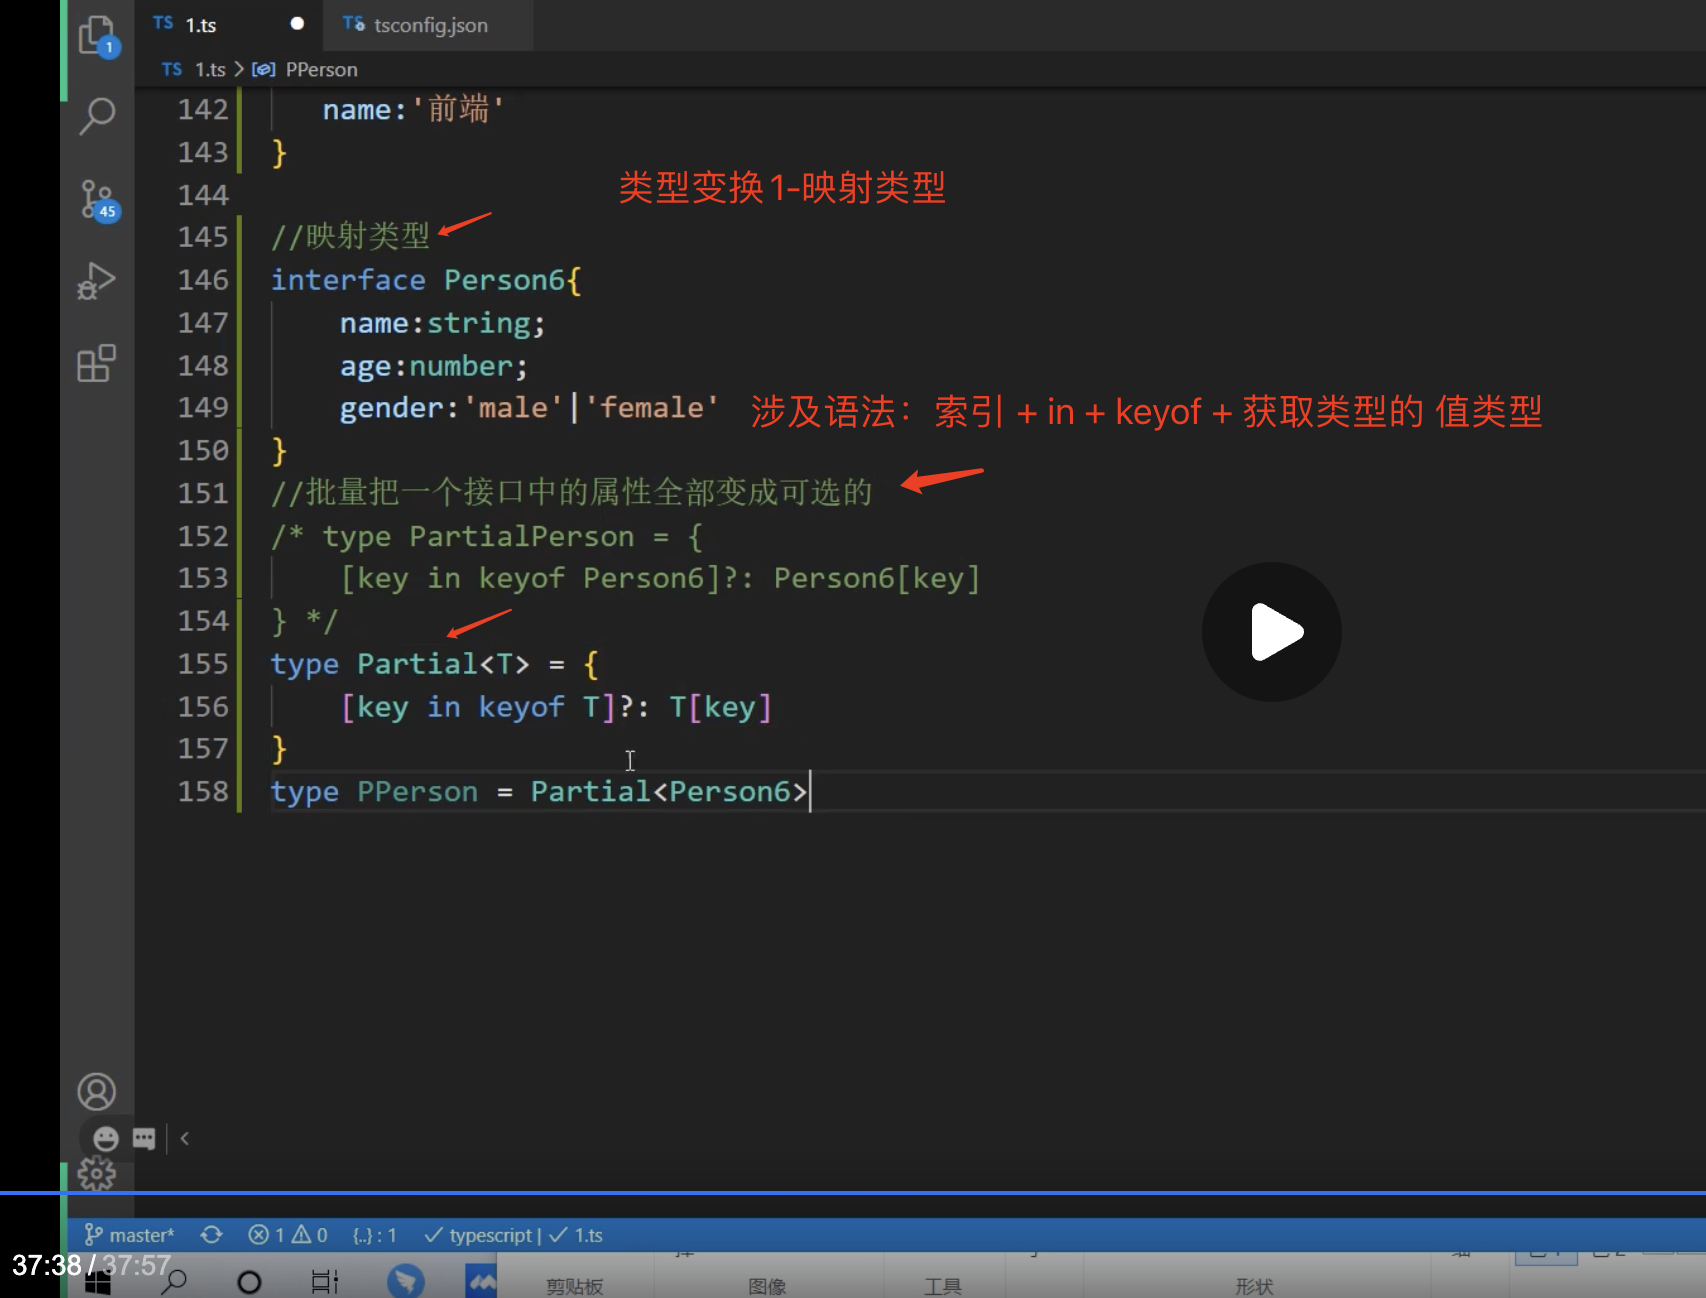 TS 1.ts
TS tsconfig.json
TS 1.ts > PPerson
1
45
142 name:'前端'
143 }
144
类型变换1-映射类型
145 //映射类型
146 interface Person6{
147 name:string;
148 age:number;
149 gender:'male'|'female'
涉及语法：索引 + in + keyof + 获取类型的 值类型
150 }
151 //批量把一个接口中的属性全部变成可选的
152 /* type PartialPerson = {
153 [key in keyof Person6]?: Person6[key]
154 } */
155 type Partial<T> = {
156 [key in keyof T]?: T[key]
157 }
158 type PPerson = Partial<Person6>
master* 1 0 {..} : 1 ✓ typescript | ✓ 1.ts
37:38 / 37:57
剪贴板 图像 工具 形状